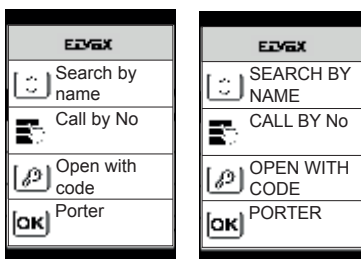 ELVOX
Search by
name
Call by No
Open with
code
OK Porter
ELVOX
SEARCH BY
NAME
CALL BY No
OPEN WITH
CODE
OK PORTER